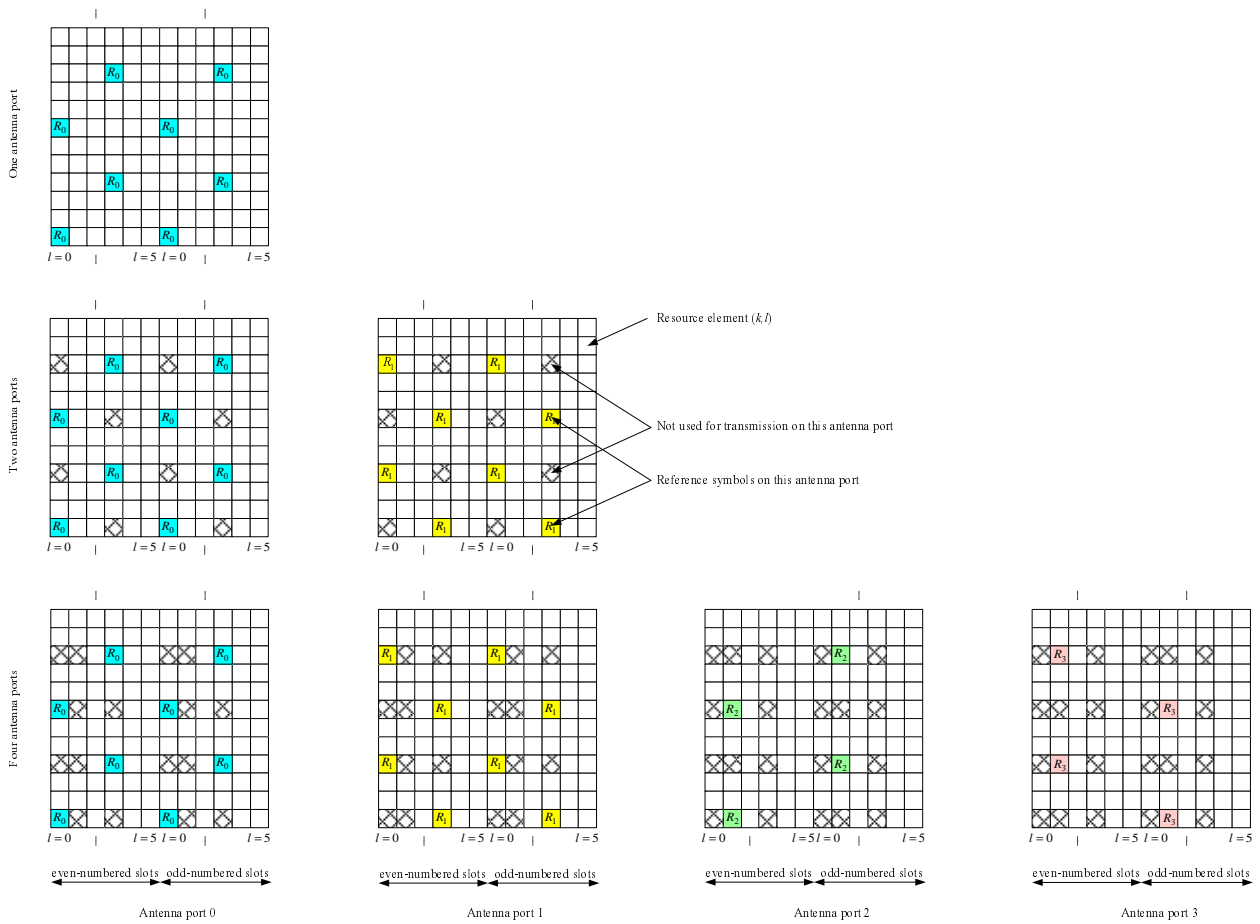 One antenna port
R0 R0
R0 R0
R0 R0
R0 R0
l = 0 l = 5 l = 0 l = 5
Two antenna ports
R0 R0
R0 R0
R0 R0
R0 R0
l = 0 l = 5 l = 0 l = 5
R1 R1
R1 R1
R1 R1
R1 R1
l = 0 l = 5 l = 0 l = 5
Resource element (k,l)
Not used for transmission on this antenna port
Reference symbols on this antenna port
Four antenna ports
R0 R0
R0 R0
R0 R0
R0 R0
l = 0 l = 5 l = 0 l = 5
even-numbered slots odd-numbered slots
Antenna port 0
R1 R1
R1 R1
R1 R1
R1 R1
l = 0 l = 5 l = 0 l = 5
even-numbered slots odd-numbered slots
Antenna port 1
R2
R2
R2
R2
l = 0 l = 5 l = 0 l = 5
even-numbered slots odd-numbered slots
Antenna port 2
R3
R3
R3
R3
l = 0 l = 5 l = 0 l = 5
even-numbered slots odd-numbered slots
Antenna port 3